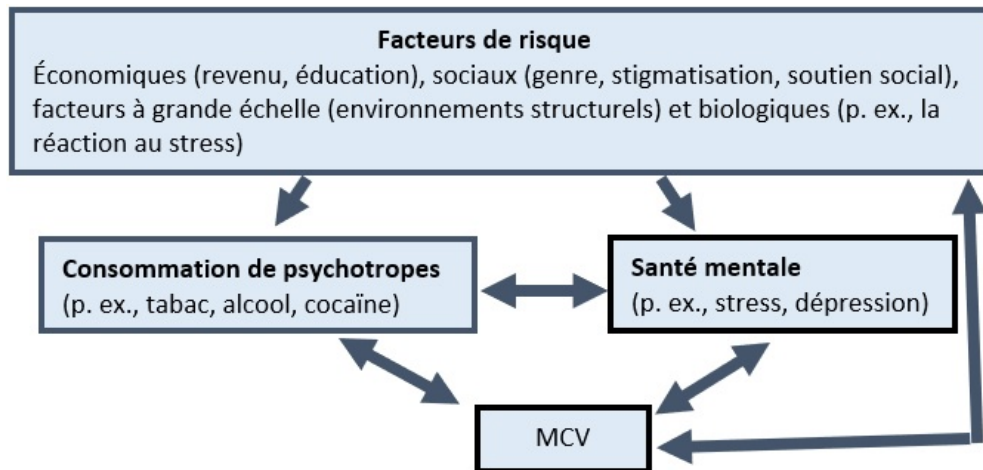 Facteurs de risque
Économiques (revenu, éducation), sociaux (genre, stigmatisation, soutien social),
facteurs à grande échelle (environnements structurels) et biologiques (p. ex., la
réaction au stress)
Consommation de psychotropes
(p. ex., tabac, alcool, cocaïne)
Santé mentale
(p. ex., stress, dépression)
MCV